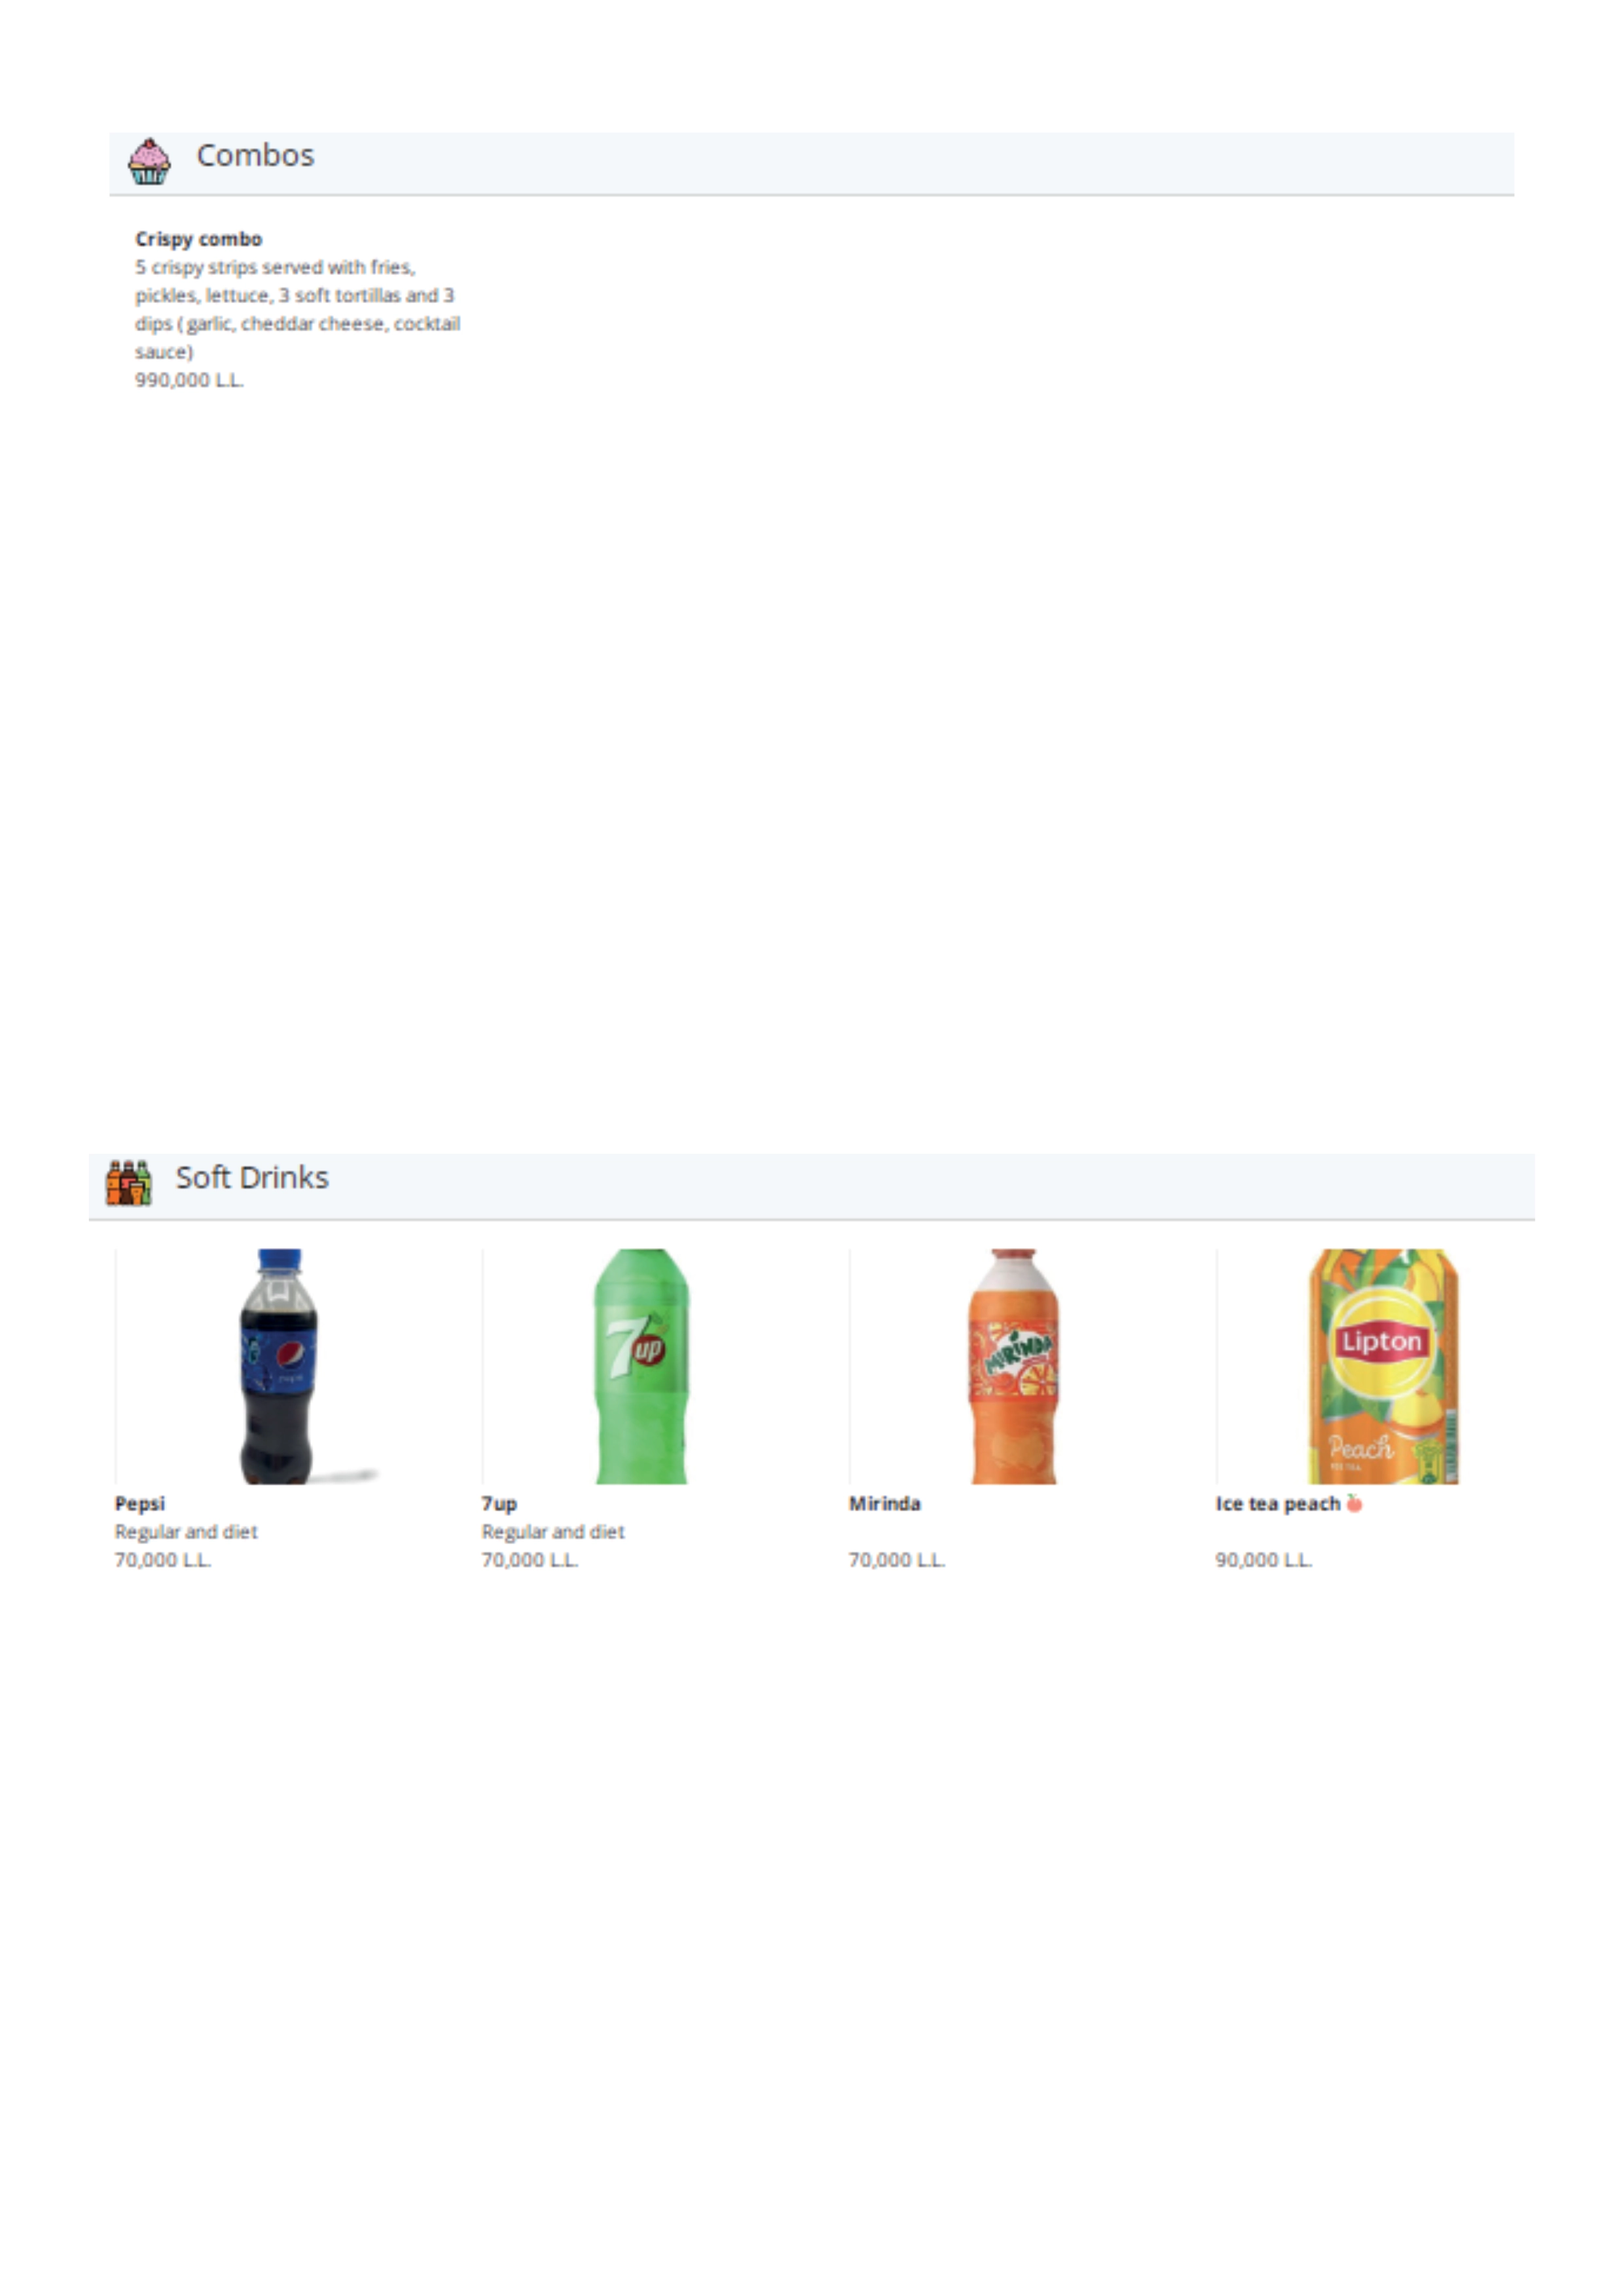 Combos
Crispy combo
5 crispy strips served with fries,
pickles, lettuce, 3 soft tortillas and 3
dips ( garlic, cheddar cheese, cocktail
sauce)
990,000 L.L.
Soft Drinks
7up
MIRINDA
Lipton
Peach
Pepsi
Regular and diet
70,000 L.L.
7up
Regular and diet
70,000 L.L.
Mirinda
70,000 L.L.
Ice tea peach 🍑
90,000 L.L.